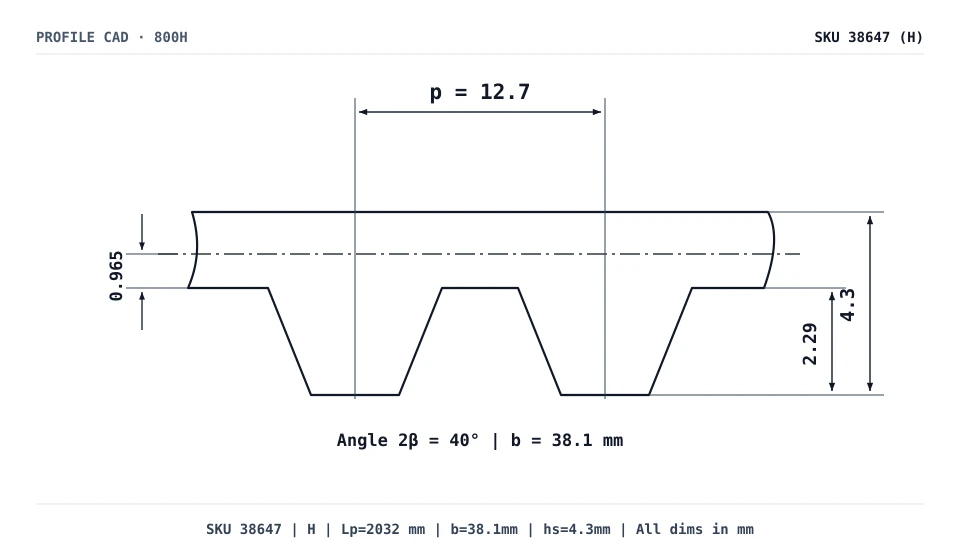 PROFILE CAD · 800H
SKU 38647 (H)
p = 12.7
0.965
4.3
2.29
Angle 2β = 40° | b = 38.1 mm
SKU 38647 | H | Lp=2032 mm | b=38.1mm | hs=4.3mm | All dims in mm